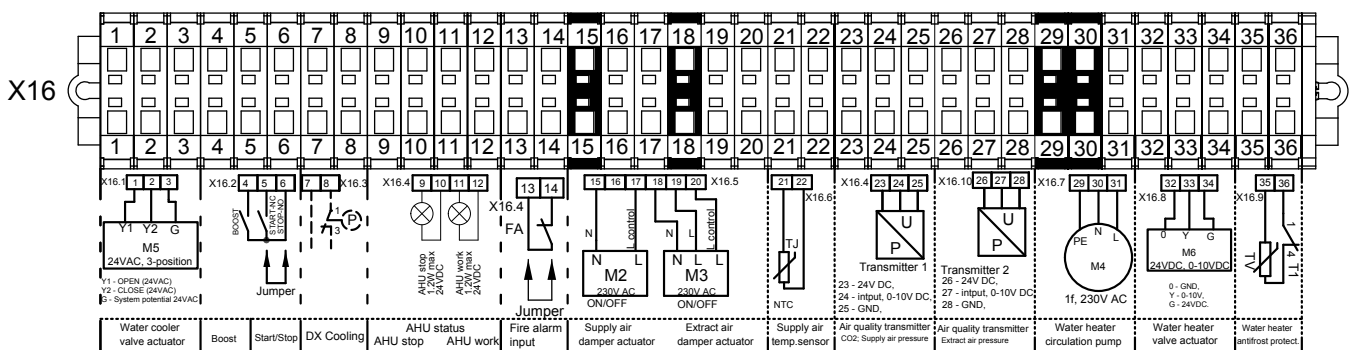 1 2 3 4 5 6 7 8 9 10 11 12 13 14 15 16 17 18 19 20 21 22 23 24 25 26 27 28 29 30 31 32 33 34 35 36
X16
1 2 3 4 5 6 7 8 9 10 11 12 13 14 15 16 17 18 19 20 21 22 23 24 25 26 27 28 29 30 31 32 33 34 35 36
X16.1 1 2 3
Y1 Y2 G
M5
24VAC, 3-position
Y1 - OPEN (24VAC)
Y2 - CLOSE (24VAC)
G - System potential 24VAC
Water cooler
valve actuator
X16.2 4 5 6
BOOST
START-NC
STOP-NO
Jumper
Boost
Start/Stop
7 8 X16.3
1
3
P
DX Cooling
X16.4 9 10 11 12
AHU stop
1,2W max
24VDC
AHU work
1,2W max
24VDC
AHU status
AHU stop AHU work
13 14
X16.4
FA
Jumper
Fire alarm
input
15 16 17 18 19 20 X16.5
N
L control
N
L
L control
N L
M2
230V AC
ON/OFF
N L L
M3
230V AC
ON/OFF
Supply air
damper actuator
Extract air
damper actuator
21 22
X16.6
TJ
NTC
Supply air
temp.sensor
X16.4 23 24 25
U
P
Transmitter 1
23 - 24V DC,
24 - intput, 0-10V DC,
25 - GND,
Air quality transmitter
CO2; Supply air pressure
X16.10 26 27 28
U
P
Transmitter 2
26 - 24V DC,
27 - intput, 0-10V DC
28 - GND,
Air quality transmitter
Extract air pressure
X16.7 29 30 31
PE N L
M4
1f, 230V AC
Water heater
circulation pump
32 33 34
X16.8
0 Y G
M6
24VDC, 0-10VDC
0 - GND,
Y - 0-10V,
G - 24VDC.
Water heater
valve actuator
35 36
X16.9
TV
1
4
T1
Water heater
antifrost protect.